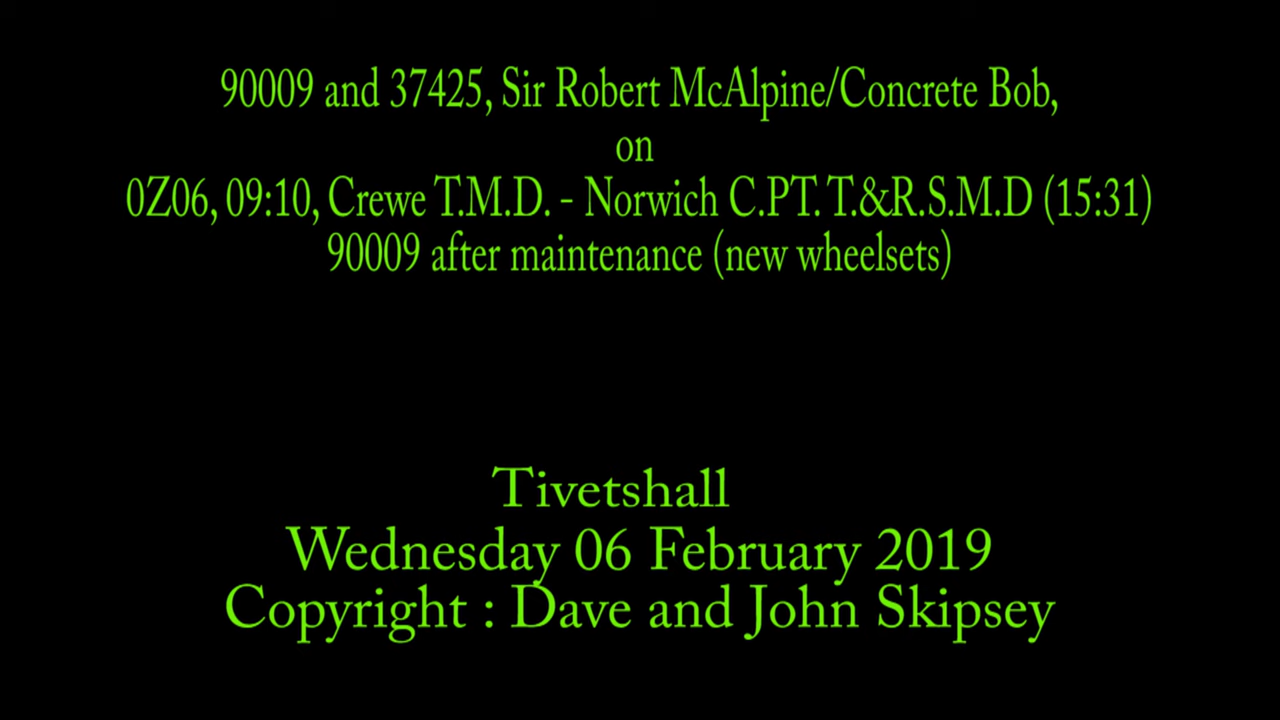 90009 and 37425, Sir Robert McAlpine/Concrete Bob,
on
0Z06, 09:10, Crewe T.M.D. - Norwich C.PT. T.&R.S.M.D (15:31)
90009 after maintenance (new wheelsets)
Tivetshall
Wednesday 06 February 2019
Copyright : Dave and John Skipsey